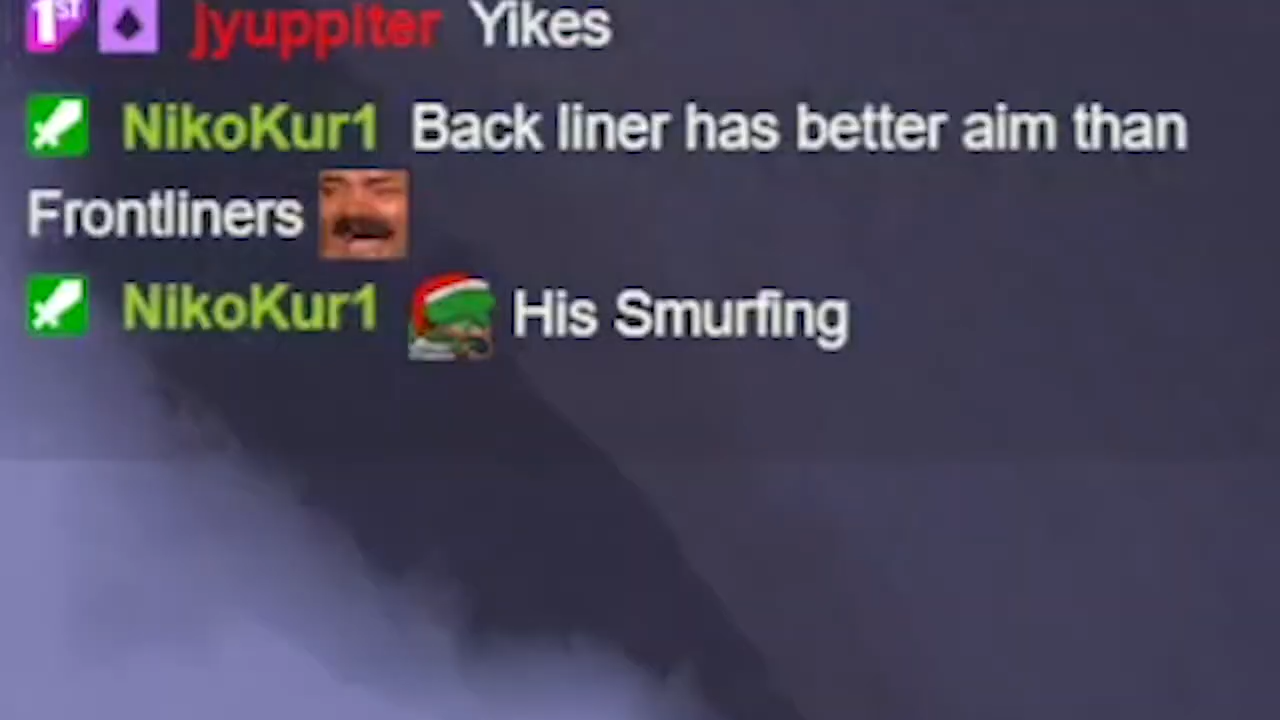 1ST jyuppiter Yikes
NikoKur1 Back liner has better aim than
Frontliners
NikoKur1 His Smurfing